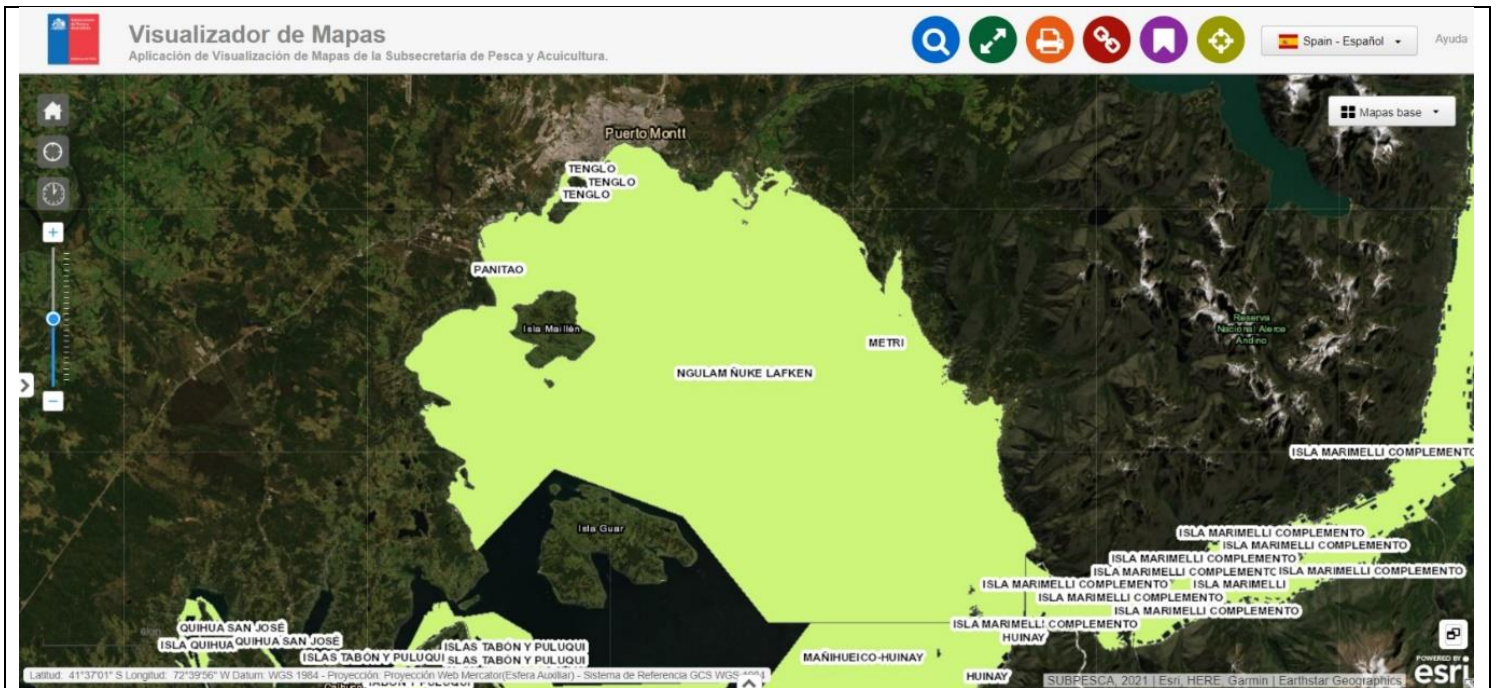 Visualizador de Mapas
Aplicación de Visualización de Mapas de la Subsecretaria de Pesca y Acuicultura.
Spain - Español
Ayuda
Mapas base
Puerto Montt
TENGLO
TENGLO
TENGLO
PANITAO
Isla Maillén
METRI
Reserva
Nacional Alerce
Andino
NGULAM ÑUKE LAFKEN
ISLA MARIMELLI COMPLEMENTO
Isla Guar
ISLA MARIMELLI COMPLEMENTO
ISLA MARIMELLI COMPLEMENTO
ISLA MARIMELLI COMPLEMENTO
ISLA MARIMELLI COMPLEMENTC
ISLA MARIMELLI COMPLEMENTO
ISLA MARIMELLI COMPLEMENTO
ISLA MARIMELLI
ISLA MARIMELLI COMPLEMENTO
ISLA MARIMELLI COMPLEMENTO
ISLA MARIMELLI COMPLEMENTO
HUINAY
QUIHUA SAN JOSÉ
QUIHUA SAN JOSÉ
ISLA QUIHUA
ISLAS TABÓN Y PULUQUI
ISLAS TABÓN Y PULUQUI
ISLAS TABÓN Y PULUQUI
MAÑIHUEICO-HUINAY
HUINAY
Latitud: 41°37'01" S Longitud: 72°39'56" W Datum: WGS 1984 - Proyección: Proyección Web Mercator(Esfera Auxiliar) - Sistema de Referencia GCS WGS 1984
SUBPESCA, 2021 | Esri, HERE, Garmin | Earthstar Geographics
POWERED BY
esri